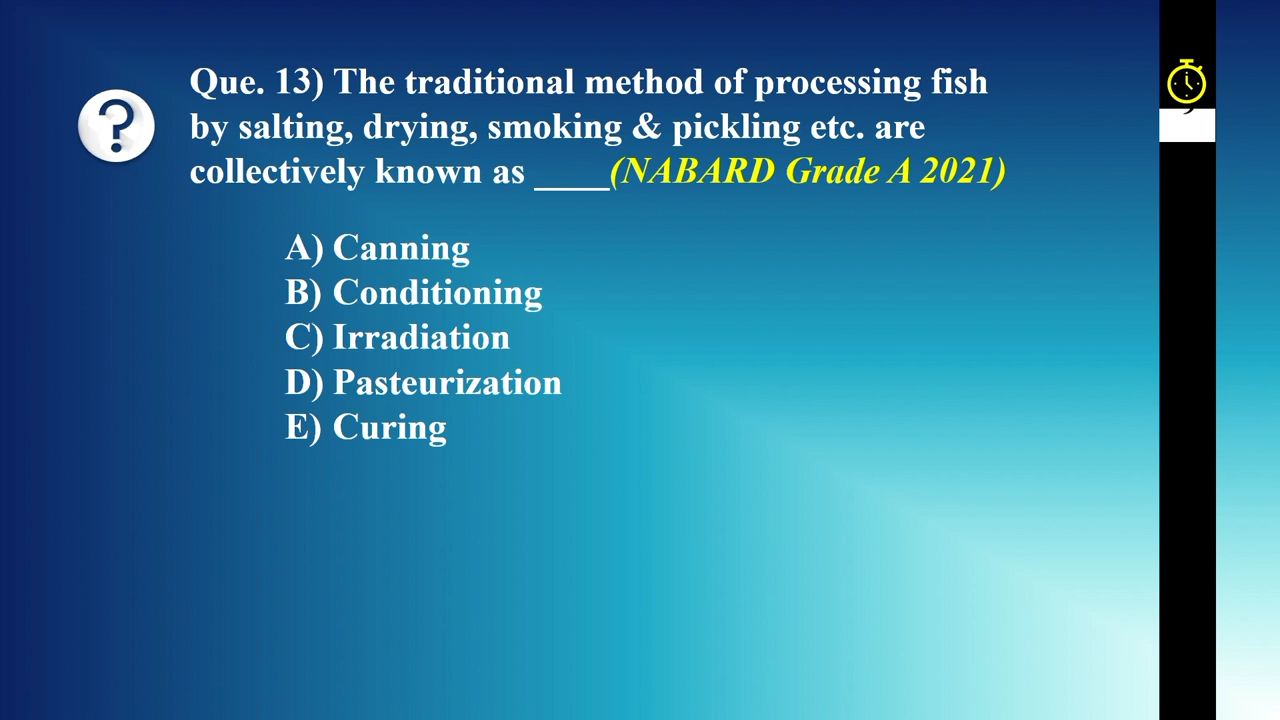 Que. 13) The traditional method of processing fish
by salting, drying, smoking & pickling etc. are
collectively known as ____(NABARD Grade A 2021)
A) Canning
B) Conditioning
C) Irradiation
D) Pasteurization
E) Curing